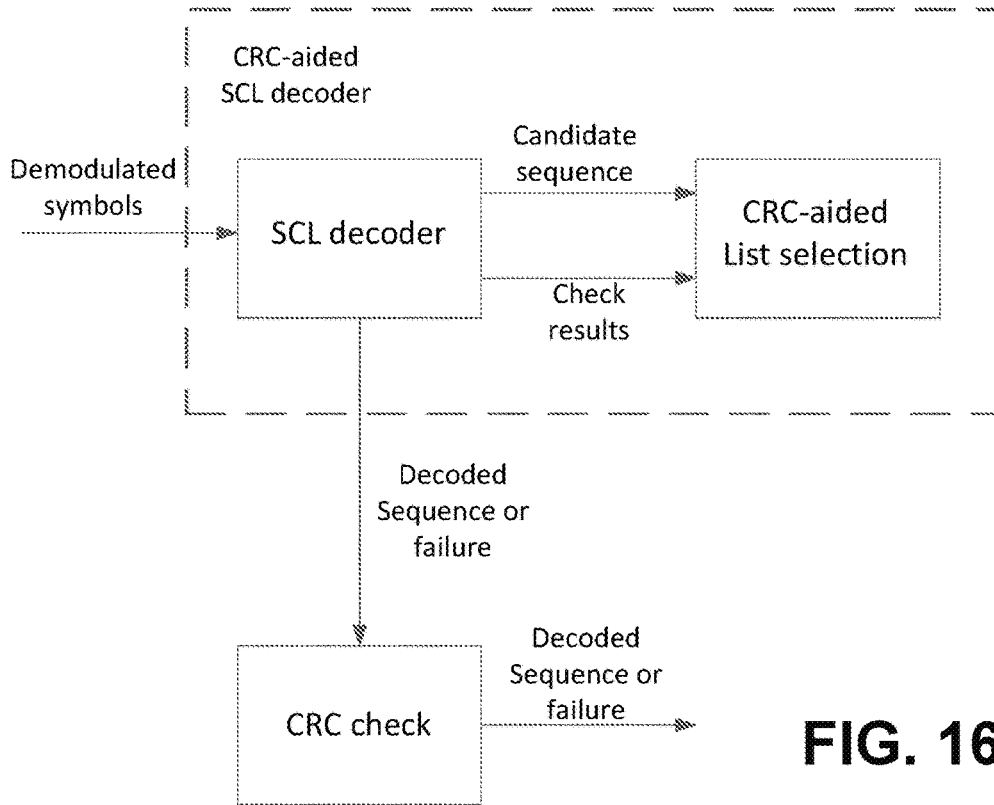 CRC-aided
SCL decoder
Demodulated
symbols
SCL decoder
Candidate
sequence
Check
results
CRC-aided
List selection
Decoded
Sequence or
failure
CRC check
Decoded
Sequence or
failure
FIG. 16